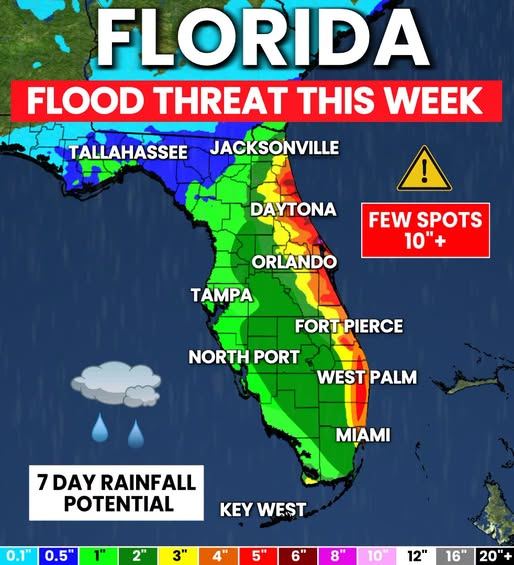 FLORIDA
FLOOD THREAT THIS WEEK
TALLAHASSEE
JACKSONVILLE
!
DAYTONA
FEW SPOTS
10"+
ORLANDO
TAMPA
FORT PIERCE
NORTH PORT
WEST PALM
MIAMI
7 DAY RAINFALL
POTENTIAL
KEY WEST
0.1" 0.5" 1" 2" 3" 4" 5" 6" 8" 10" 12" 16" 20"+